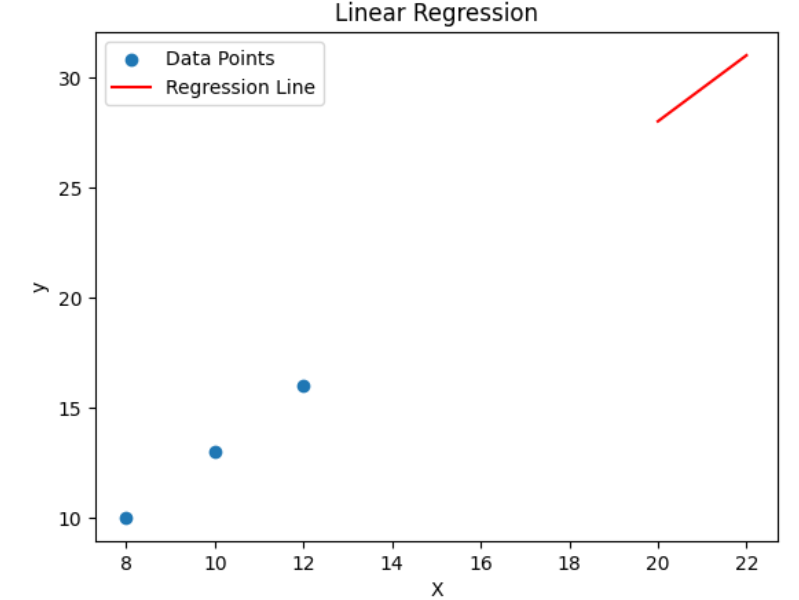 Linear Regression
Data Points
Regression Line
30
25
20
15
10
y
8 10 12 14 16 18 20 22
X